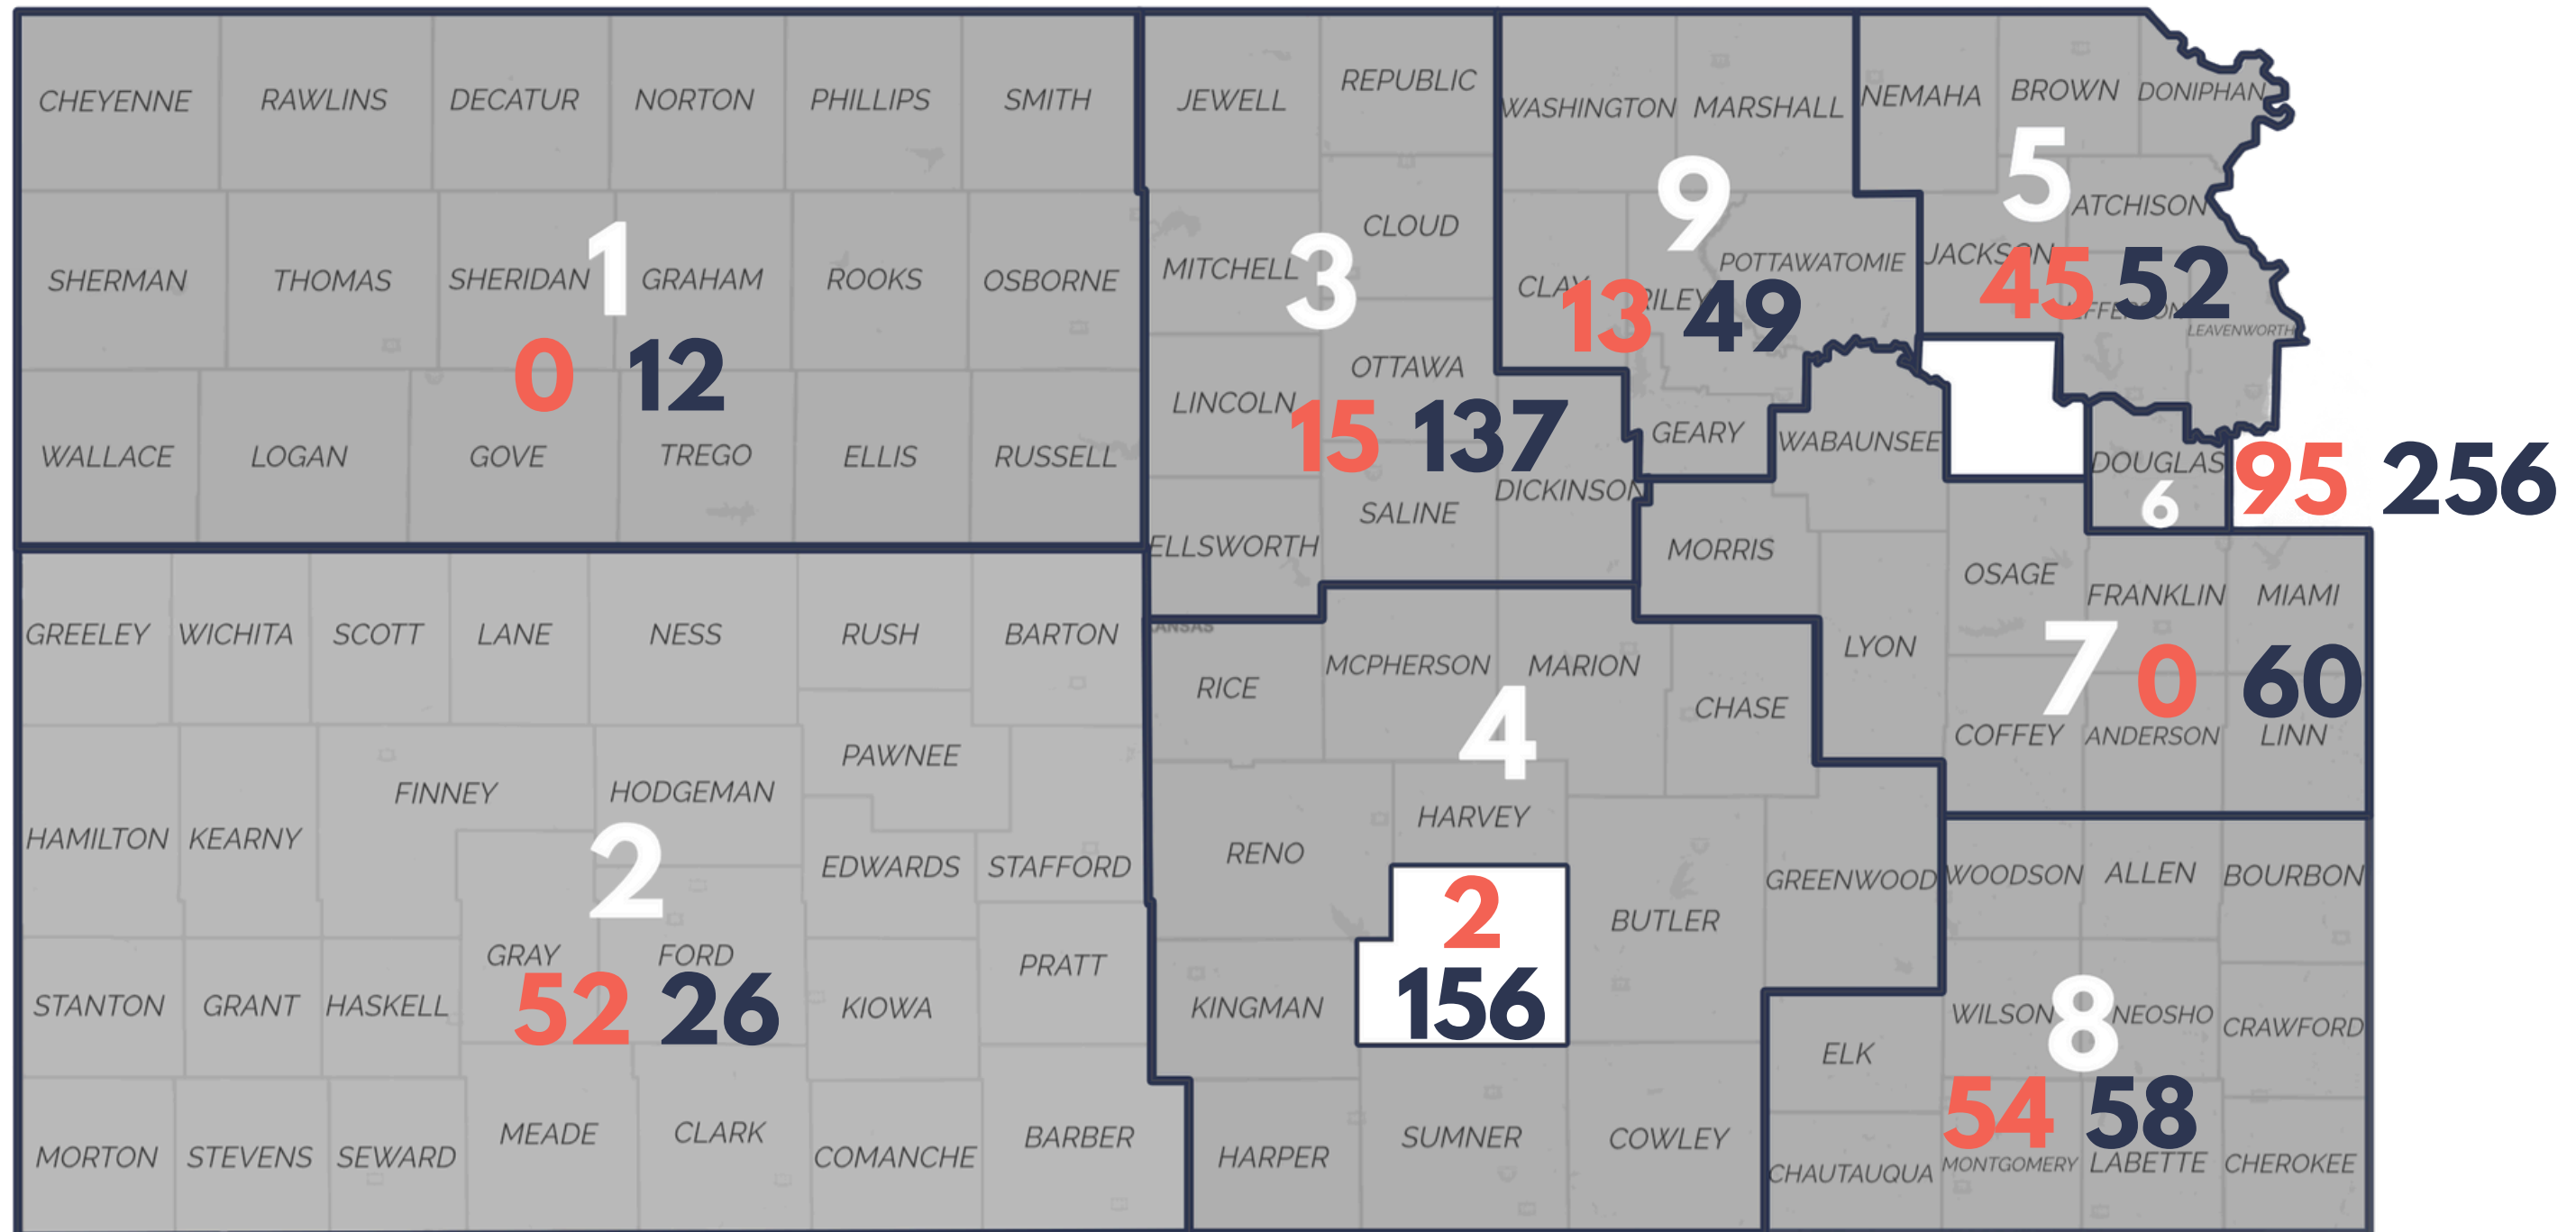 CHEYENNE RAWLINS DECATUR NORTON PHILLIPS SMITH
SHERMAN THOMAS SHERIDAN GRAHAM ROOKS OSBORNE
1
0 12
WALLACE LOGAN GOVE TREGO ELLIS RUSSELL
JEWELL REPUBLIC
MITCHELL CLOUD
3
LINCOLN OTTAWA
15 137
SALINE DICKINSON
ELLSWORTH
WASHINGTON MARSHALL
9
CLAY RILEY POTTAWATOMIE
13 49
GEARY
NEMAHA BROWN DONIPHAN
5
ATCHISON
JACKSON
45 52
JEFFERSON LEAVENWORTH
WABAUNSEE
DOUGLAS
6
95 256
MORRIS
OSAGE FRANKLIN MIAMI
LYON
7 0 60
COFFEY ANDERSON LINN
GREELEY WICHITA SCOTT LANE NESS RUSH BARTON
PAWNEE
HAMILTON KEARNY FINNEY HODGEMAN
2
EDWARDS STAFFORD
GRAY FORD
52 26
STANTON GRANT HASKELL KIOWA PRATT
MORTON STEVENS SEWARD MEADE CLARK COMANCHE BARBER
KANSAS
RICE MCPHERSON MARION CHASE
4
RENO HARVEY
BUTLER GREENWOOD
2
156
KINGMAN
HARPER SUMNER COWLEY
WOODSON ALLEN BOURBON
WILSON NEOSHO CRAWFORD
8
ELK
54 58
CHAUTAUQUA MONTGOMERY LABETTE CHEROKEE